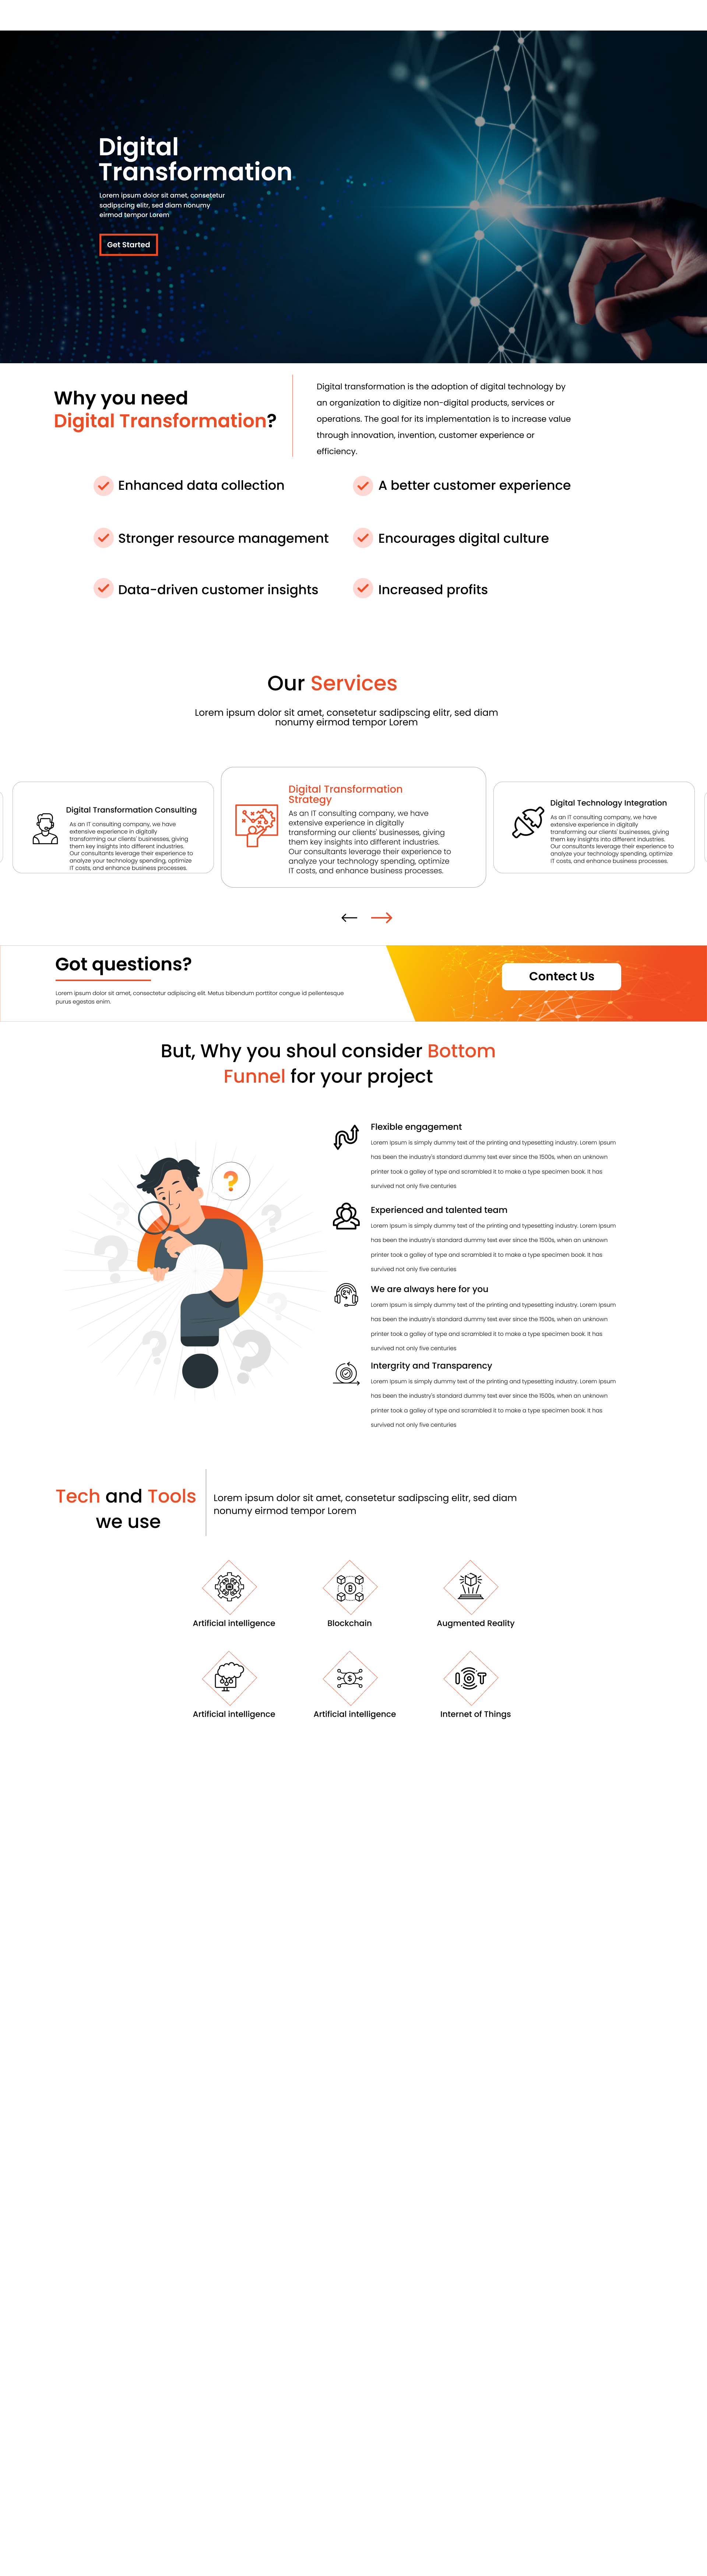 Digital
Transformation
Lorem ipsum dolor sit amet, consetetur
sadipscing elitr, sed diam nonumy
eirmod tempor Lorem
Get Started
Why you need
Digital Transformation?
Digital transformation is the adoption of digital technology by
an organization to digitize non-digital products, services or
operations. The goal for its implementation is to increase value
through innovation, invention, customer experience or
efficiency.
Enhanced data collection
A better customer experience
Stronger resource management
Encourages digital culture
Data-driven customer insights
Increased profits
Our Services
Lorem ipsum dolor sit amet, consetetur sadipscing elitr, sed diam
nonumy eirmod tempor Lorem
Digital Transformation Consulting
As an IT consulting company, we have
extensive experience in digitally
transforming our clients' businesses, giving
them key insights into different industries.
Our consultants leverage their experience to
analyze your technology spending, optimize
IT costs, and enhance business processes.
Digital Transformation
Strategy
As an IT consulting company, we have
extensive experience in digitally
transforming our clients' businesses, giving
them key insights into different industries.
Our consultants leverage their experience to
analyze your technology spending, optimize
IT costs, and enhance business processes.
Digital Technology Integration
As an IT consulting company, we have
extensive experience in digitally
transforming our clients' businesses, giving
them key insights into different industries.
Our consultants leverage their experience to
analyze your technology spending, optimize
IT costs, and enhance business processes.
Got questions?
Lorem ipsum dolor sit amet, consectetur adipiscing elit. Metus bibendum porttitor congue id pellentesque
purus egestas enim.
Contect Us
But, Why you shoul consider Bottom
Funnel for your project
Flexible engagement
Lorem Ipsum is simply dummy text of the printing and typesetting industry. Lorem Ipsum
has been the industry's standard dummy text ever since the 1500s, when an unknown
printer took a galley of type and scrambled it to make a type specimen book. It has
survived not only five centuries
Experienced and talented team
Lorem Ipsum is simply dummy text of the printing and typesetting industry. Lorem Ipsum
has been the industry's standard dummy text ever since the 1500s, when an unknown
printer took a galley of type and scrambled it to make a type specimen book. It has
survived not only five centuries
We are always here for you
Lorem Ipsum is simply dummy text of the printing and typesetting industry. Lorem Ipsum
has been the industry's standard dummy text ever since the 1500s, when an unknown
printer took a galley of type and scrambled it to make a type specimen book. It has
survived not only five centuries
Intergrity and Transparency
Lorem Ipsum is simply dummy text of the printing and typesetting industry. Lorem Ipsum
has been the industry's standard dummy text ever since the 1500s, when an unknown
printer took a galley of type and scrambled it to make a type specimen book. It has
survived not only five centuries
Tech and Tools
we use
Lorem ipsum dolor sit amet, consetetur sadipscing elitr, sed diam
nonumy eirmod tempor Lorem
Artificial intelligence
Blockchain
Augmented Reality
IOT
Artificial intelligence
Artificial intelligence
Internet of Things